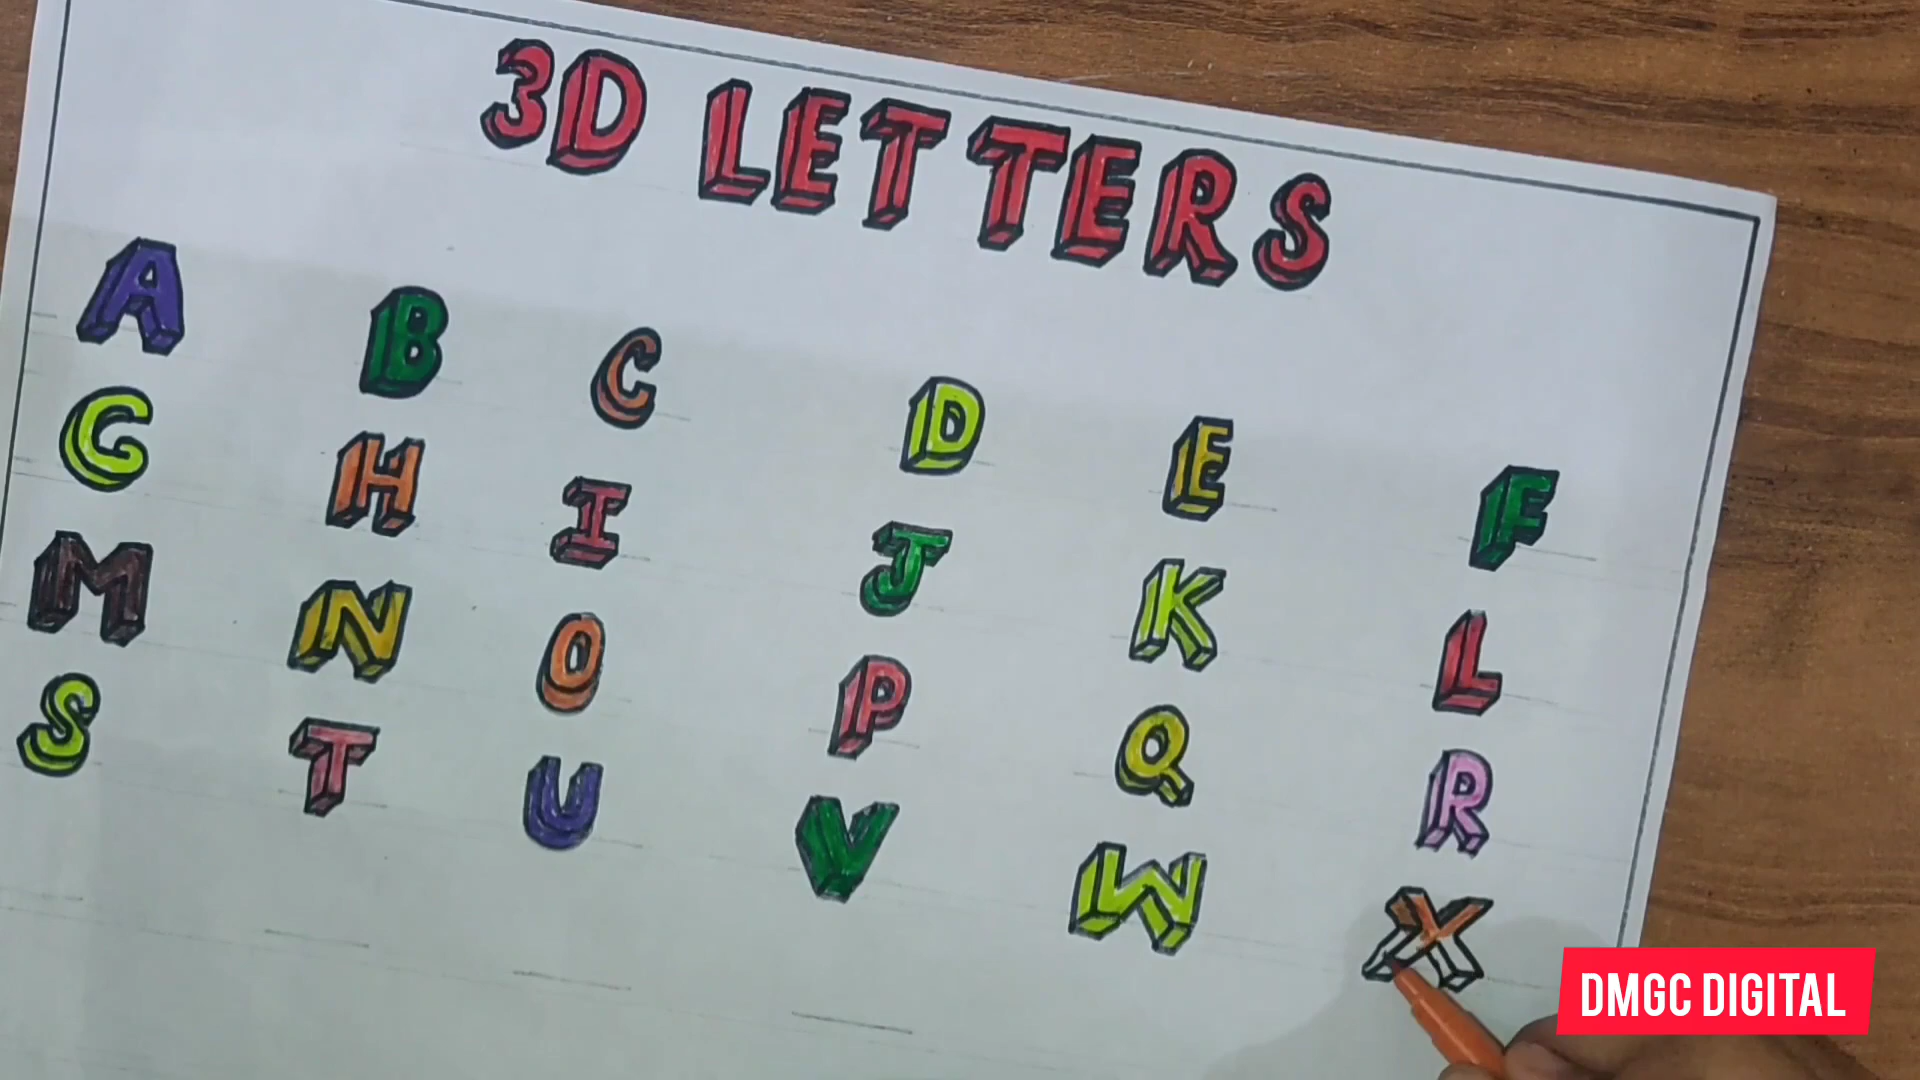 3D LETTERS
A B C D E F
G H I J K L
M N O P Q R
S T U V W X
DMGC DIGITAL